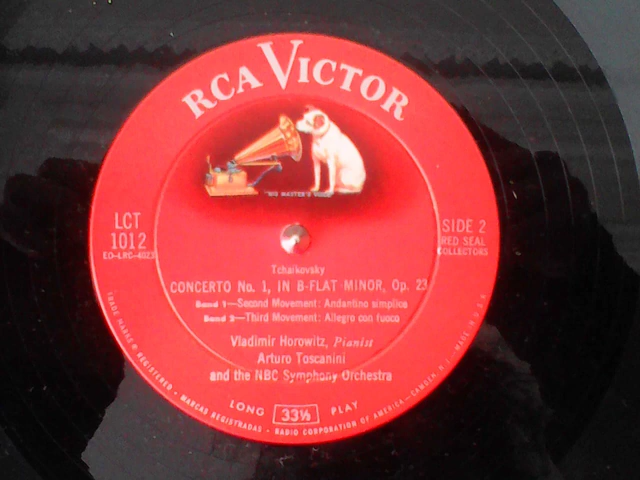 RCA VICTOR
"HIS MASTER'S VOICE"
LCT
1012
SIDE 2
RED SEAL
COLLECTORS
Tchaikovsky
CONCERTO No. 1, IN B-FLAT MINOR, Op. 23
Band 1—Second Movement: Andantino simplice
Band 2—Third Movement: Allegro con fuoco
Vladimir Horowitz, Pianist
Arturo Toscanini
and the NBC Symphony Orchestra
LONG 33⅓ PLAY
TRADE MARKS ® REGISTERED • MARCAS REGISTRADAS • RADIO CORPORATION OF AMERICA—CAMDEN, N.J. MADE IN U.S.A.